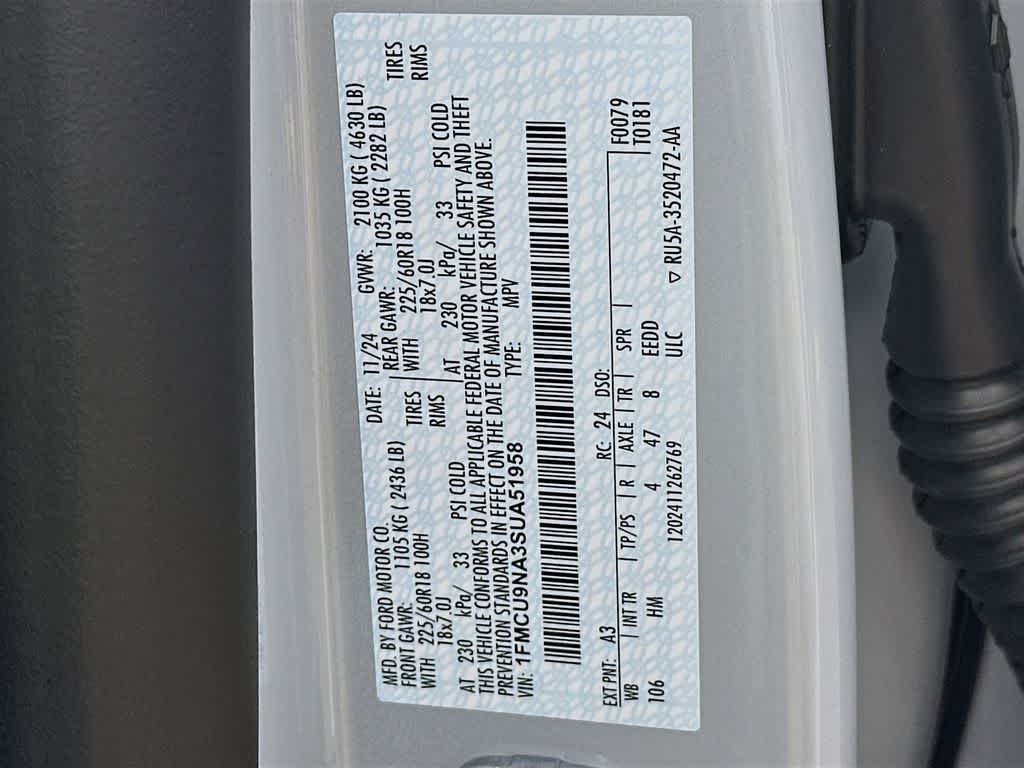 MFD. BY FORD MOTOR CO.
DATE: 11/24 GWR: 2100 KG ( 4630 LB)
FRONT GAWR: 1105 KG ( 2436 LB)
REAR GAWR: 1035 KG ( 2282 LB)
WITH 225/60R18 100H TIRES
WITH 225/60R18 100H TIRES
18x7.0J RIMS
18x7.0J RIMS
AT 230 kPa/ 33 PSI COLD
AT 230 kPa/ 33 PSI COLD
THIS VEHICLE CONFORMS TO ALL APPLICABLE FEDERAL MOTOR VEHICLE SAFETY AND THEFT
PREVENTION STANDARDS IN EFFECT ON THE DATE OF MANUFACTURE SHOWN ABOVE.
VIN: 1FMCU9NA3SUA51958 TYPE: MPV
EXT PNT: A3 RC: 24 DSO: F0079
WB | INT TR | TP/PS | R | AXLE | TR | SPR | T0181
106 HM 4 47 8 EEDD
1202411262769 ULC ▽ RU5A-3520472-AA